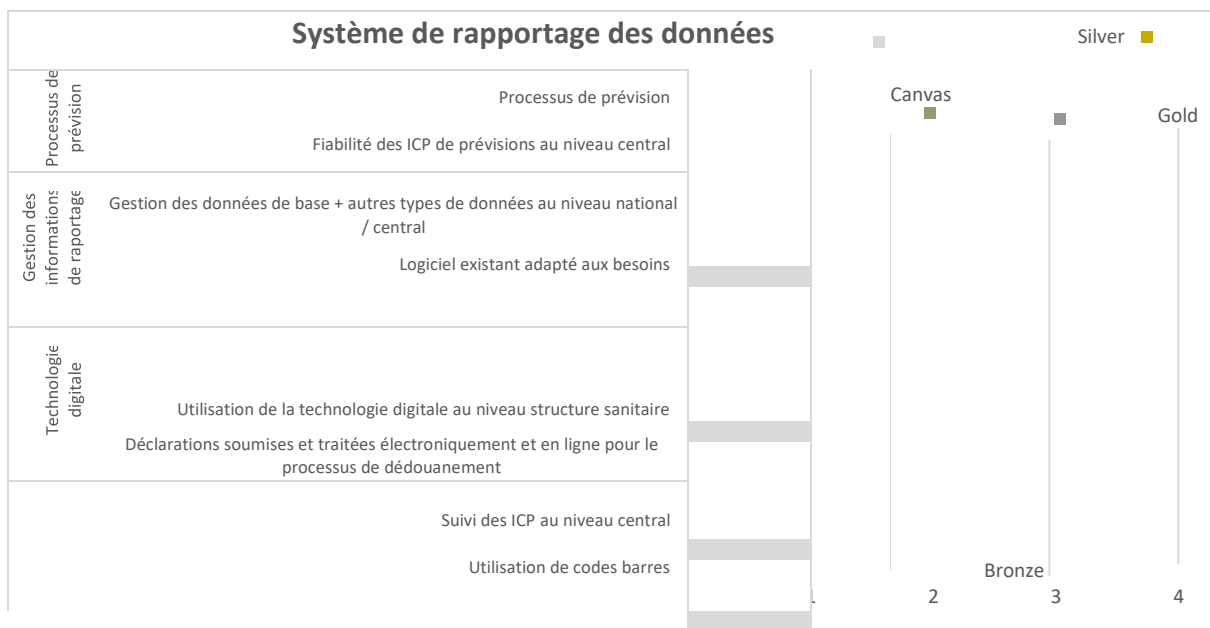 Système de rapportage des données
Silver
Canvas
Gold
Processus de
prévision
Processus de prévision
Fiabilité des ICP de prévisions au niveau central
Gestion des
informations
de raportage
Gestion des données de base + autres types de données au niveau national
/ central
Logiciel existant adapté aux besoins
Technologie
digitale
Utilisation de la technologie digitale au niveau structure sanitaire
Déclarations soumises et traitées électroniquement et en ligne pour le
processus de dédouanement
Suivi des ICP au niveau central
Utilisation de codes barres
Bronze
1 2 3 4